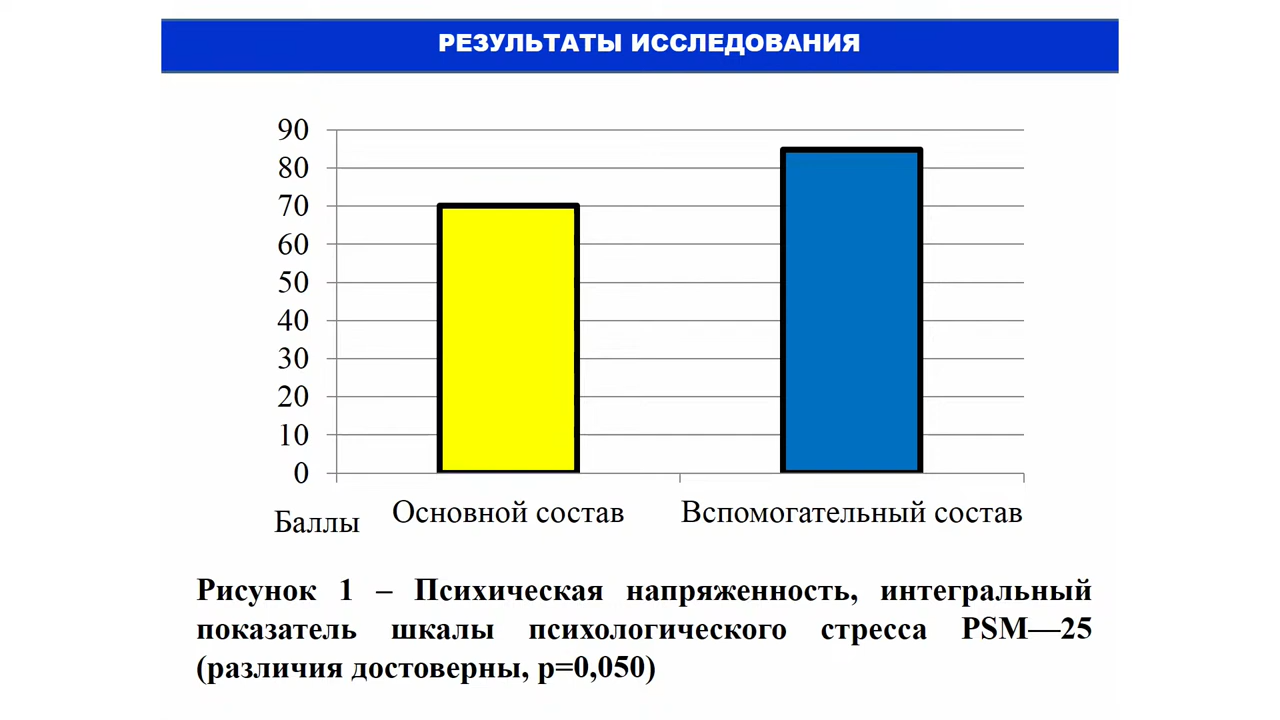 РЕЗУЛЬТАТЫ ИССЛЕДОВАНИЯ
90
80
70
60
50
40
30
20
10
0
Баллы
Основной состав
Вспомогательный состав
Рисунок 1 – Психическая напряженность, интегральный
показатель шкалы психологического стресса PSM—25
(различия достоверны, р=0,050)